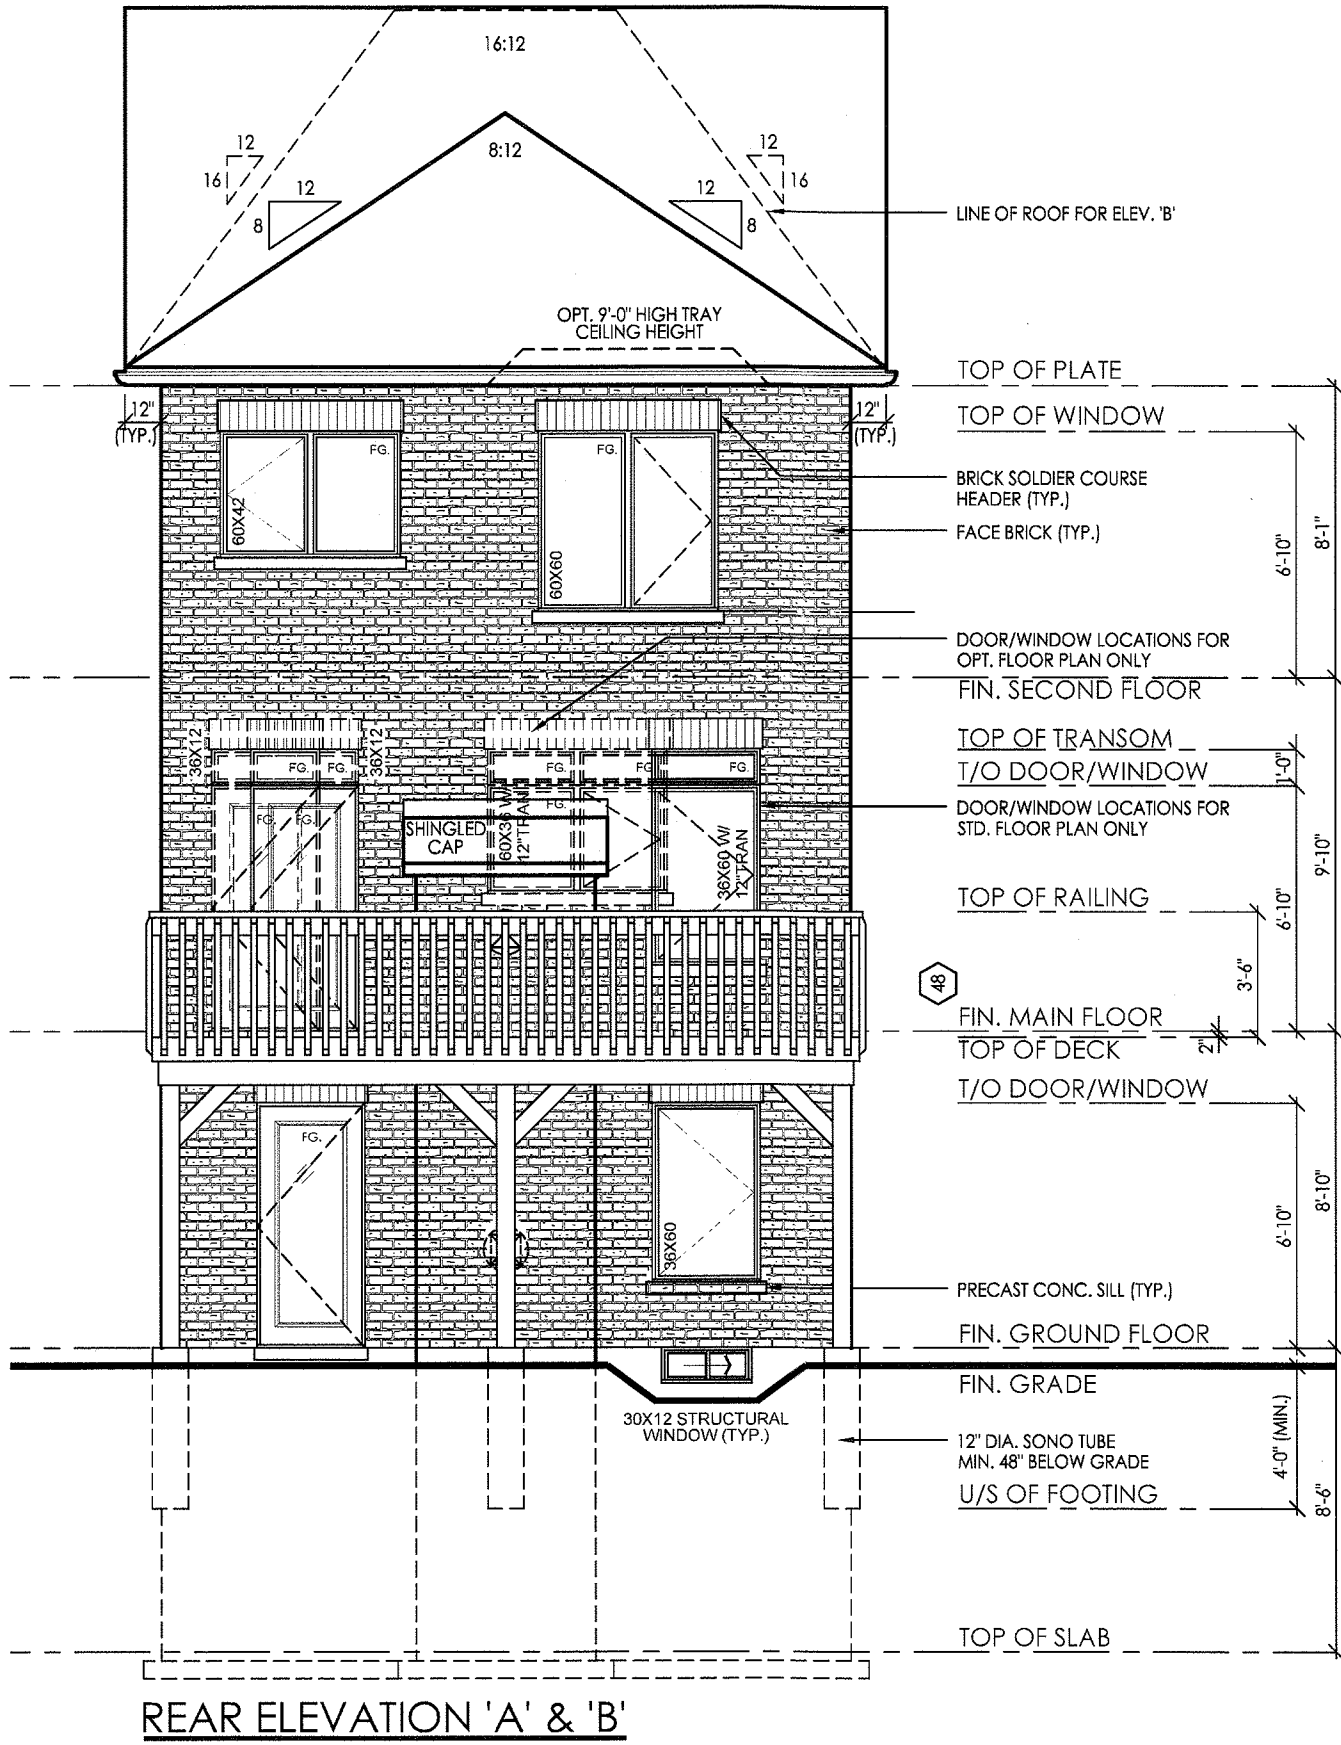 16:12
8:12
12
16
12
8
12
8
12
16
LINE OF ROOF FOR ELEV. 'B'
OPT. 9'-0" HIGH TRAY
CEILING HEIGHT
TOP OF PLATE
12"
(TYP.)
12"
(TYP.)
TOP OF WINDOW
FG.
FG.
60X42
60X60
BRICK SOLDIER COURSE
HEADER (TYP.)
FACE BRICK (TYP.)
6'-10"
8'-1"
DOOR/WINDOW LOCATIONS FOR
OPT. FLOOR PLAN ONLY
FIN. SECOND FLOOR
36X12
36X12
FG.
FG.
FG.
FG
FG.
TOP OF TRANSOM
T/O DOOR/WINDOW
1'-0"
FG.
FG.
FG.
SHINGLED
CAP
60X36 W/
12"TRAN
36X60 W/
12"TRAN
DOOR/WINDOW LOCATIONS FOR
STD. FLOOR PLAN ONLY
9'-10"
6'-10"
TOP OF RAILING
3'-6"
48
FIN. MAIN FLOOR
TOP OF DECK
2"
T/O DOOR/WINDOW
FG.
36X60
6'-10"
8'-10"
PRECAST CONC. SILL (TYP.)
FIN. GROUND FLOOR
FIN. GRADE
30X12 STRUCTURAL
WINDOW (TYP.)
12" DIA. SONO TUBE
MIN. 48" BELOW GRADE
4'-0" (MIN.)
U/S OF FOOTING
8'-6"
TOP OF SLAB
REAR ELEVATION 'A' & 'B'